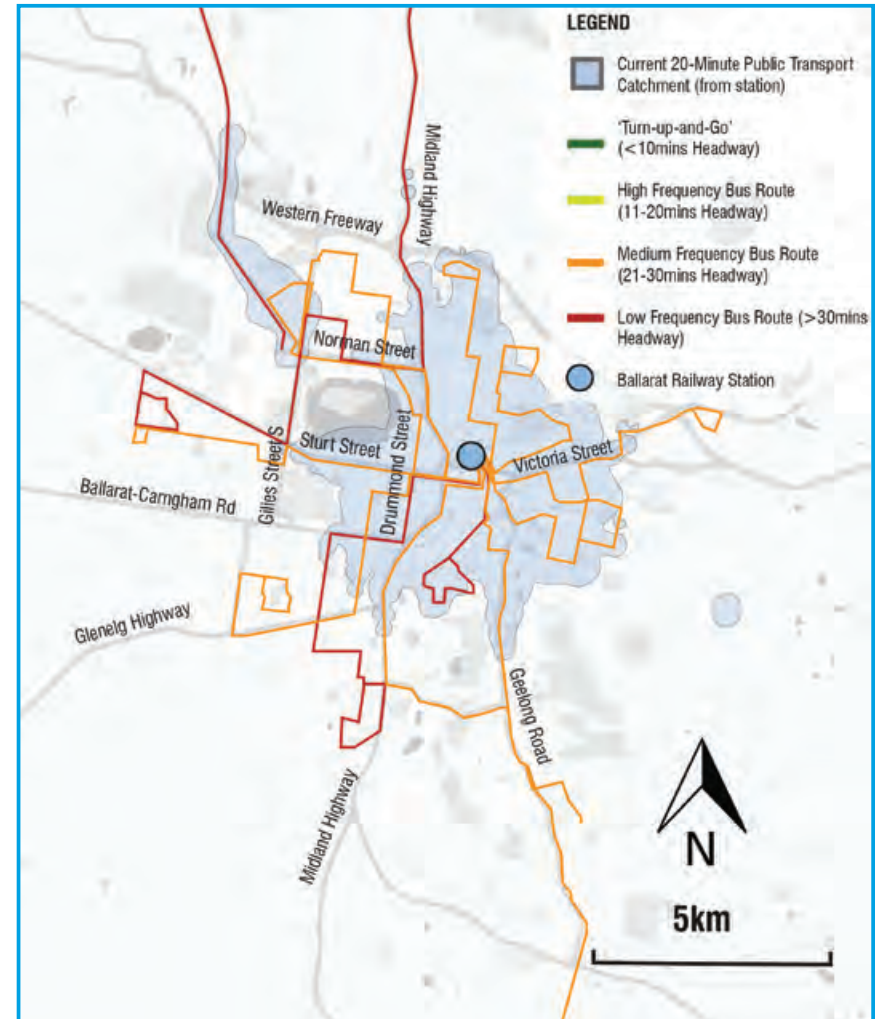 LEGEND
Current 20-Minute Public Transport
Catchment (from station)
'Turn-up-and-Go'
(<10mins Headway)
High Frequency Bus Route
(11-20mins Headway)
Medium Frequency Bus Route
(21-30mins Headway)
Low Frequency Bus Route (>30mins
Headway)
Ballarat Railway Station
Midland Highway
Western Freeway
Norman Street
Drummond Street
Sturt Street
Gillies Street S
Victoria Street
Ballarat-Carngham Rd
Glenelg Highway
Geelong Road
Midland Highway
N
5km